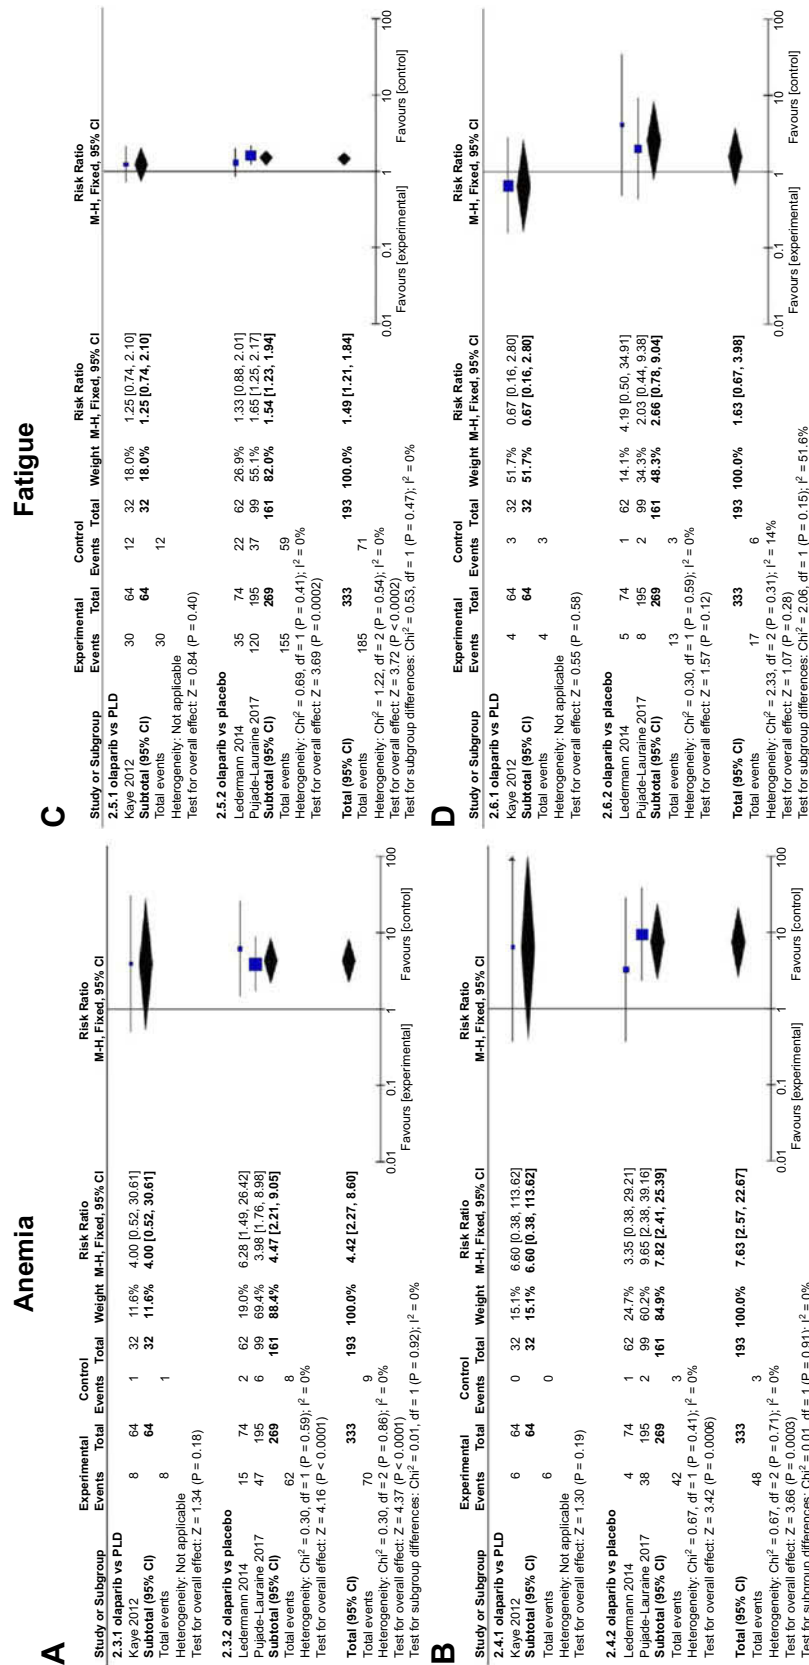 Anemia
A
Study or Subgroup Experimental Events Total Control Events Total Weight Risk Ratio M-H, Fixed, 95% CI Risk Ratio M-H, Fixed, 95% CI
2.3.1 olaparib vs PLD
Kaye 2012 8 64 1 32 11.6% 4.00 [0.52, 30.61]
Subtotal (95% CI) 64 32 11.6% 4.00 [0.52, 30.61]
Total events 8 1
Heterogeneity: Not applicable
Test for overall effect: Z = 1.34 (P = 0.18)
2.3.2 olaparib vs placebo
Ledermann 2014 15 74 2 62 19.0% 6.28 [1.49, 26.42]
Pujade-Lauraine 2017 47 195 6 99 69.4% 3.98 [1.76, 8.98]
Subtotal (95% CI) 269 161 88.4% 4.47 [2.21, 9.05]
Total events 62 8
Heterogeneity: Chi² = 0.30, df = 1 (P = 0.59); I² = 0%
Test for overall effect: Z = 4.16 (P < 0.0001)
Total (95% CI) 333 193 100.0% 4.42 [2.27, 8.60]
Total events 70 9
Heterogeneity: Chi² = 0.30, df = 2 (P = 0.86); I² = 0%
Test for overall effect: Z = 4.37 (P < 0.0001)
Test for subgroup differences: Chi² = 0.01, df = 1 (P = 0.92); I² = 0%
0.01 0.1 1 10 100
Favours [experimental] Favours [control]
B
Study or Subgroup Experimental Events Total Control Events Total Weight Risk Ratio M-H, Fixed, 95% CI Risk Ratio M-H, Fixed, 95% CI
2.4.1 olaparib vs PLD
Kaye 2012 6 64 0 32 15.1% 6.60 [0.38, 113.62]
Subtotal (95% CI) 64 32 15.1% 6.60 [0.38, 113.62]
Total events 6 0
Heterogeneity: Not applicable
Test for overall effect: Z = 1.30 (P = 0.19)
2.4.2 olaparib vs placebo
Ledermann 2014 4 74 1 62 24.7% 3.35 [0.38, 29.21]
Pujade-Lauraine 2017 38 195 2 99 60.2% 9.65 [2.38, 39.16]
Subtotal (95% CI) 269 161 84.9% 7.82 [2.41, 25.39]
Total events 42 3
Heterogeneity: Chi² = 0.67, df = 1 (P = 0.41); I² = 0%
Test for overall effect: Z = 3.42 (P = 0.0006)
Total (95% CI) 333 193 100.0% 7.63 [2.57, 22.67]
Total events 48 3
Heterogeneity: Chi² = 0.67, df = 2 (P = 0.71); I² = 0%
Test for overall effect: Z = 3.66 (P = 0.0003)
Test for subgroup differences: Chi² = 0.01, df = 1 (P = 0.91); I² = 0%
0.01 0.1 1 10 100
Favours [experimental] Favours [control]
Fatigue
C
Study or Subgroup Experimental Events Total Control Events Total Weight Risk Ratio M-H, Fixed, 95% CI Risk Ratio M-H, Fixed, 95% CI
2.5.1 olaparib vs PLD
Kaye 2012 30 64 12 32 18.0% 1.25 [0.74, 2.10]
Subtotal (95% CI) 64 32 18.0% 1.25 [0.74, 2.10]
Total events 30 12
Heterogeneity: Not applicable
Test for overall effect: Z = 0.84 (P = 0.40)
2.5.2 olaparib vs placebo
Ledermann 2014 35 74 22 62 26.9% 1.33 [0.88, 2.01]
Pujade-Lauraine 2017 120 195 37 99 55.1% 1.65 [1.25, 2.17]
Subtotal (95% CI) 269 161 82.0% 1.54 [1.23, 1.94]
Total events 155 59
Heterogeneity: Chi² = 0.69, df = 1 (P = 0.41); I² = 0%
Test for overall effect: Z = 3.69 (P = 0.0002)
Total (95% CI) 333 193 100.0% 1.49 [1.21, 1.84]
Total events 185 71
Heterogeneity: Chi² = 1.22, df = 2 (P = 0.54); I² = 0%
Test for overall effect: Z = 3.72 (P < 0.0002)
Test for subgroup differences: Chi² = 0.53, df = 1 (P = 0.47); I² = 0%
0.01 0.1 1 10 100
Favours [experimental] Favours [control]
D
Study or Subgroup Experimental Events Total Control Events Total Weight Risk Ratio M-H, Fixed, 95% CI Risk Ratio M-H, Fixed, 95% CI
2.6.1 olaparib vs PLD
Kaye 2012 4 64 3 32 51.7% 0.67 [0.16, 2.80]
Subtotal (95% CI) 64 32 51.7% 0.67 [0.16, 2.80]
Total events 4 3
Heterogeneity: Not applicable
Test for overall effect: Z = 0.55 (P = 0.58)
2.6.2 olaparib vs placebo
Ledermann 2014 5 74 1 62 14.1% 4.19 [0.50, 34.91]
Pujade-Lauraine 2017 8 195 2 99 34.3% 2.03 [0.44, 9.38]
Subtotal (95% CI) 269 161 48.3% 2.66 [0.78, 9.04]
Total events 13 3
Heterogeneity: Chi² = 0.30, df = 1 (P = 0.59); I² = 0%
Test for overall effect: Z = 1.57 (P = 0.12)
Total (95% CI) 333 193 100.0% 1.63 [0.67, 3.98]
Total events 17 6
Heterogeneity: Chi² = 2.33, df = 2 (P = 0.31); I² = 14%
Test for overall effect: Z = 1.07 (P = 0.28)
Test for subgroup differences: Chi² = 2.06, df = 1 (P = 0.15); I² = 51.6%
0.01 0.1 1 10 100
Favours [experimental] Favours [control]